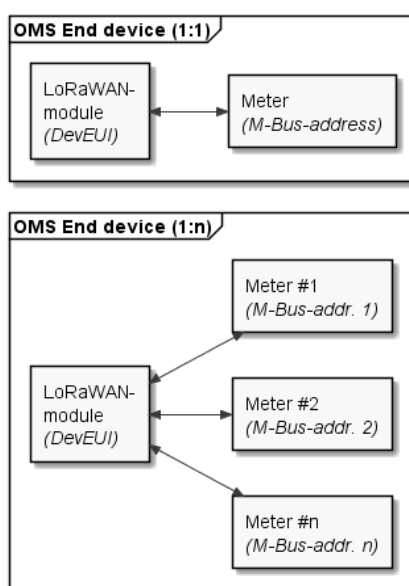 OMS End device (1:1)
LoRaWAN-
module
(DevEUI)
Meter
(M-Bus-address)
OMS End device (1:n)
Meter #1
(M-Bus-addr. 1)
LoRaWAN-
module
(DevEUI)
Meter #2
(M-Bus-addr. 2)
Meter #n
(M-Bus-addr. n)